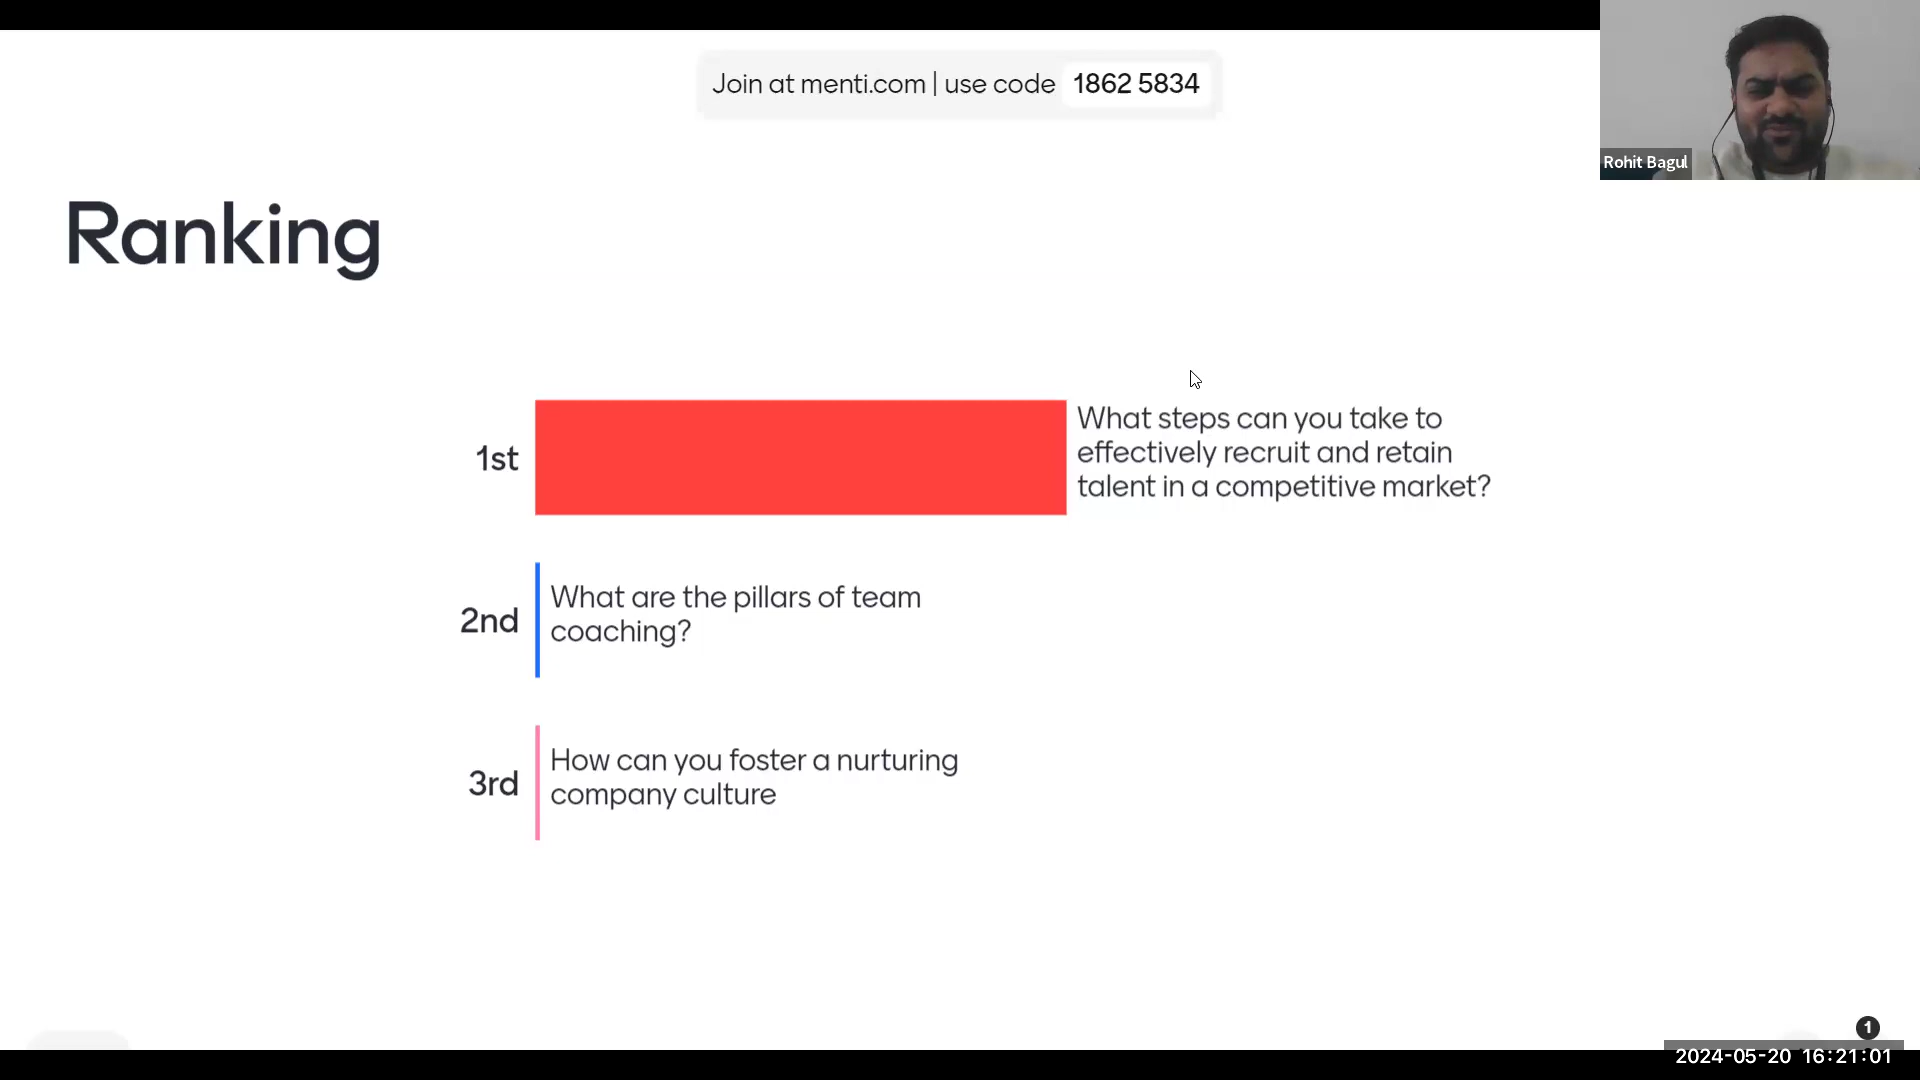 Join at menti.com | use code 1862 5834
Rohit Bagul
Ranking
1st
What steps can you take to
effectively recruit and retain
talent in a competitive market?
2nd
What are the pillars of team
coaching?
3rd
How can you foster a nurturing
company culture
1
2024-05-20 16:21:01